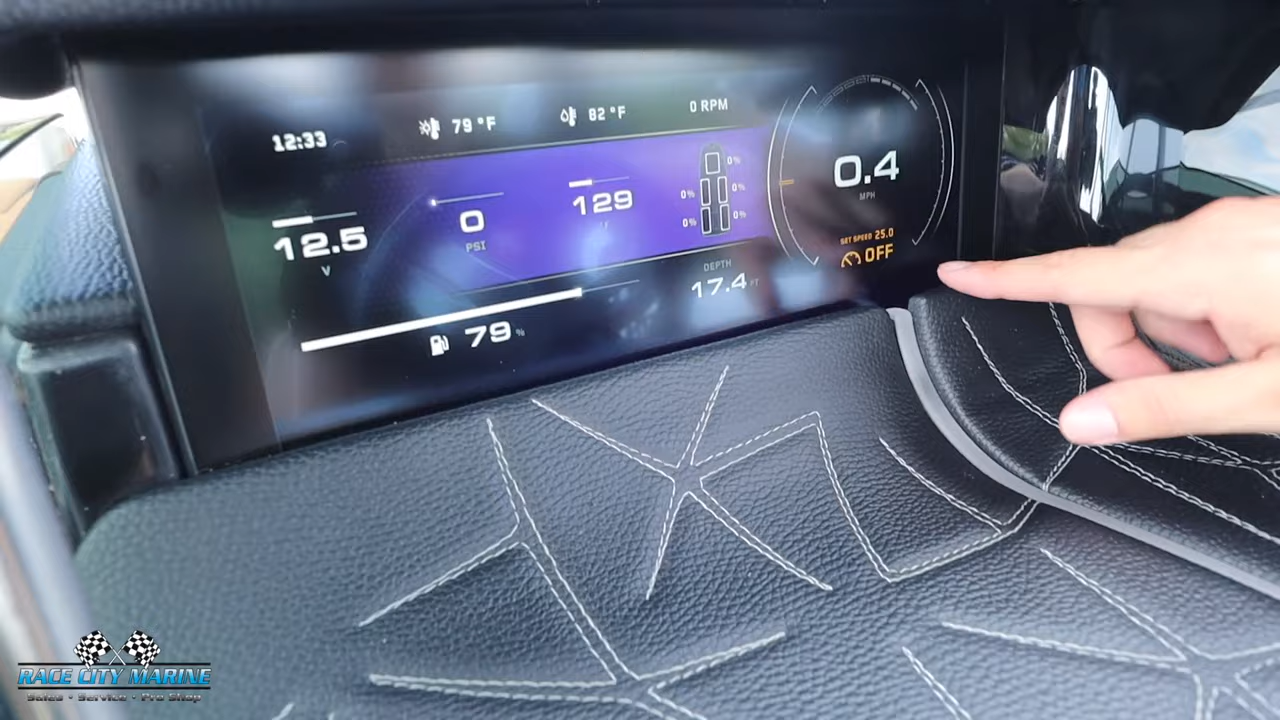 12:33
79 °F
82 °F
0 RPM
12.5
V
0
PSI
129
0%
0% 0%
0% 0%
79 %
DEPTH
17.4 FT
0.4
MPH
SET SPEED 25.0
OFF
RACE CITY MARINE
Sales • Service • Pro Shop